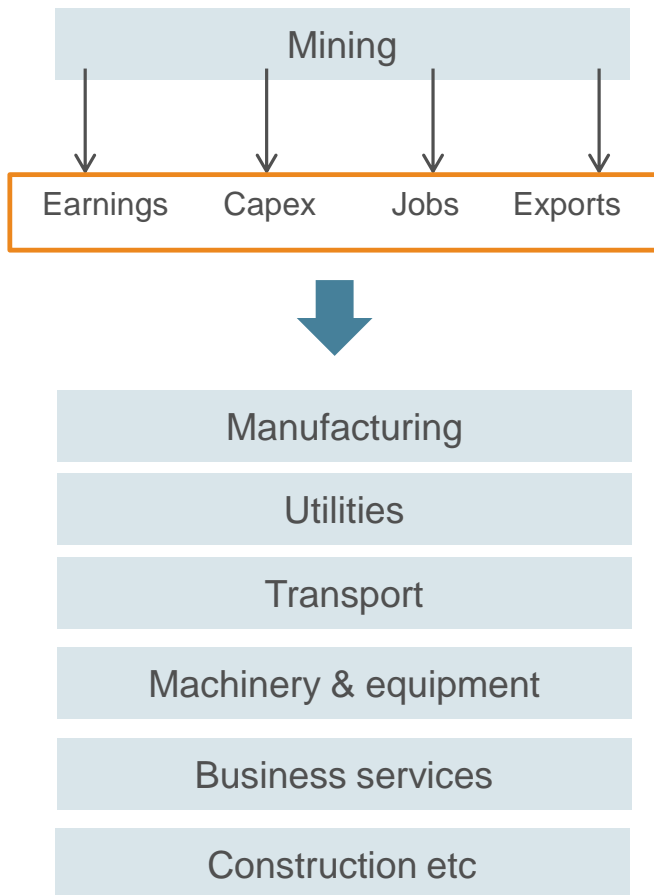 Mining
Earnings Capex Jobs Exports
Manufacturing
Utilities
Transport
Machinery & equipment
Business services
Construction etc